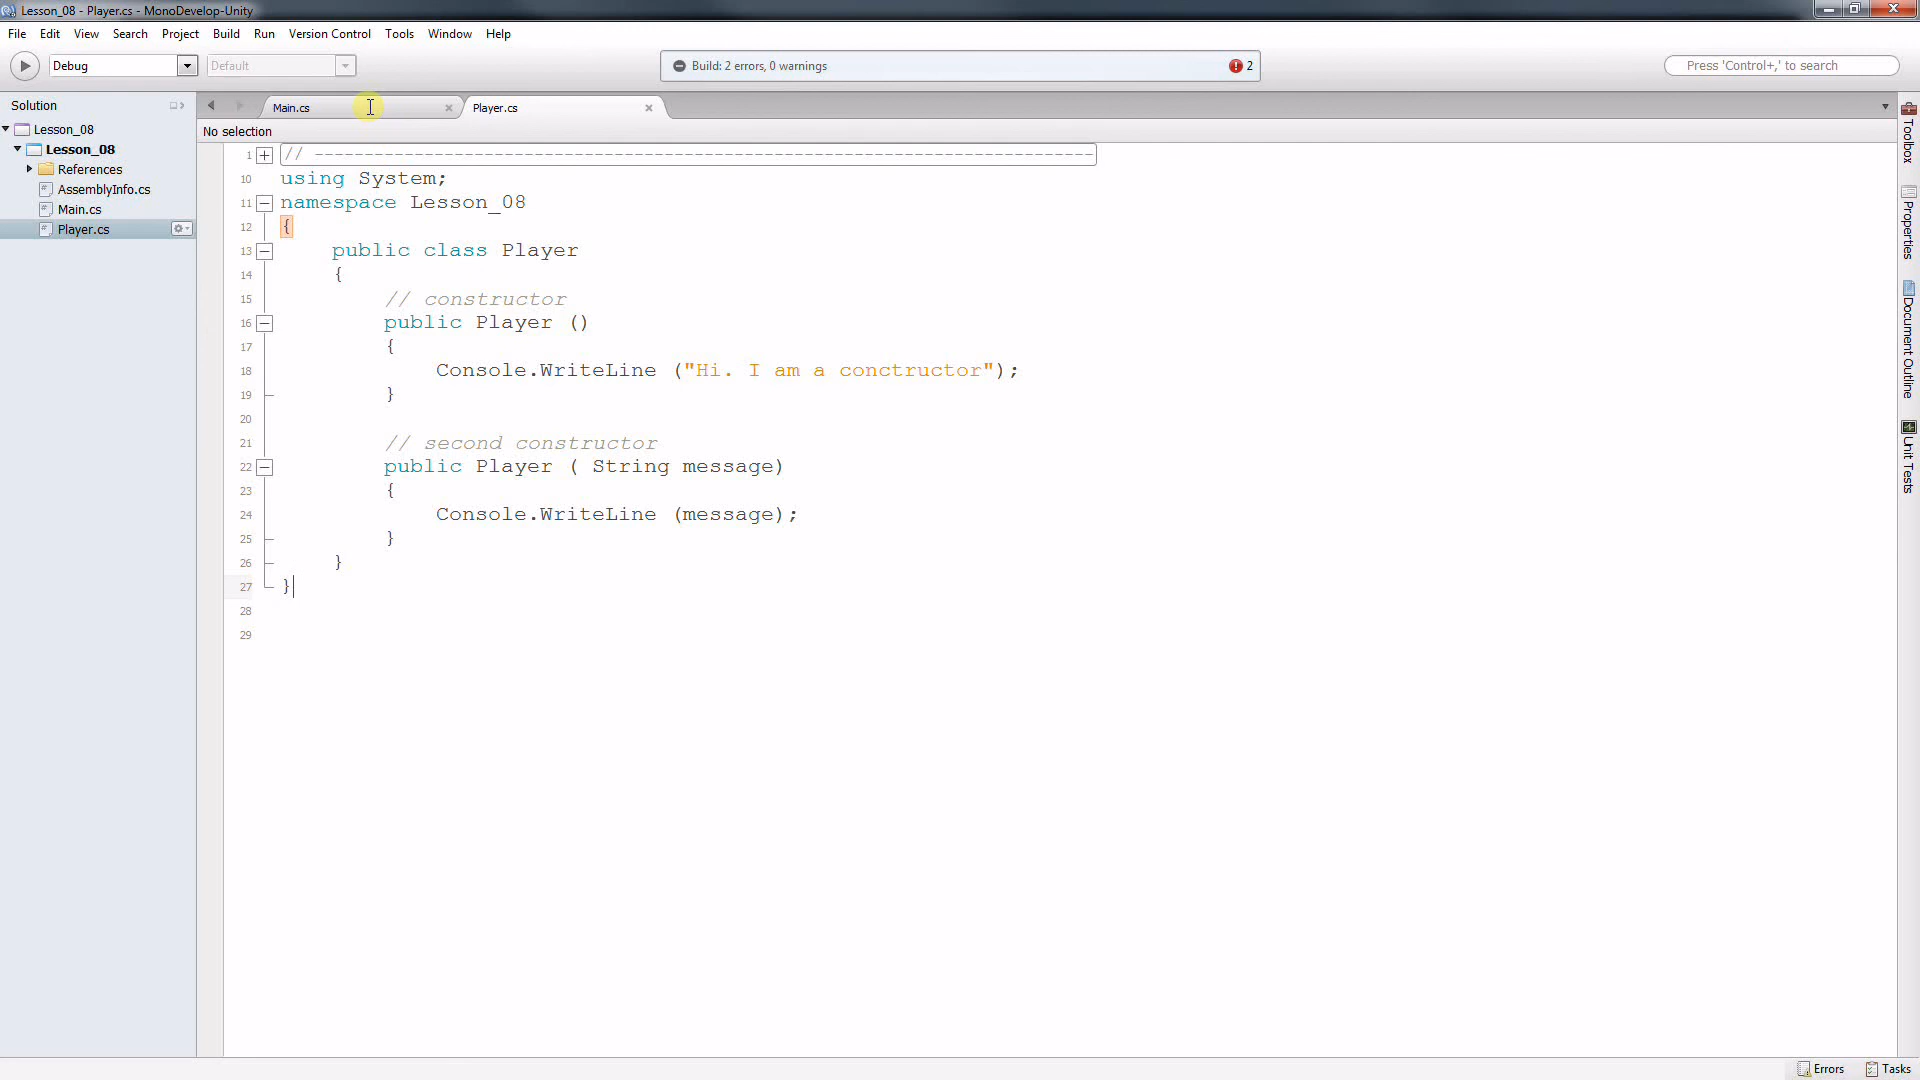 Lesson_08 - Player.cs - MonoDevelop-Unity
File Edit View Search Project Build Run Version Control Tools Window Help
Debug Default Build: 2 errors, 0 warnings 2 Press 'Control+,' to search
Solution
Main.cs Player.cs
No selection
Lesson_08
Lesson_08
References
AssemblyInfo.cs
Main.cs
Player.cs
1 // ----------------------------------------------------------------------------
10 using System;
11 namespace Lesson_08
12 {
13 public class Player
14 {
15 // constructor
16 public Player ()
17 {
18 Console.WriteLine ("Hi. I am a conctructor");
19 }
20
21 // second constructor
22 public Player ( String message)
23 {
24 Console.WriteLine (message);
25 }
26 }
27 }
28
29
Toolbox
Properties
Document Outline
Unit Tests
Errors Tasks